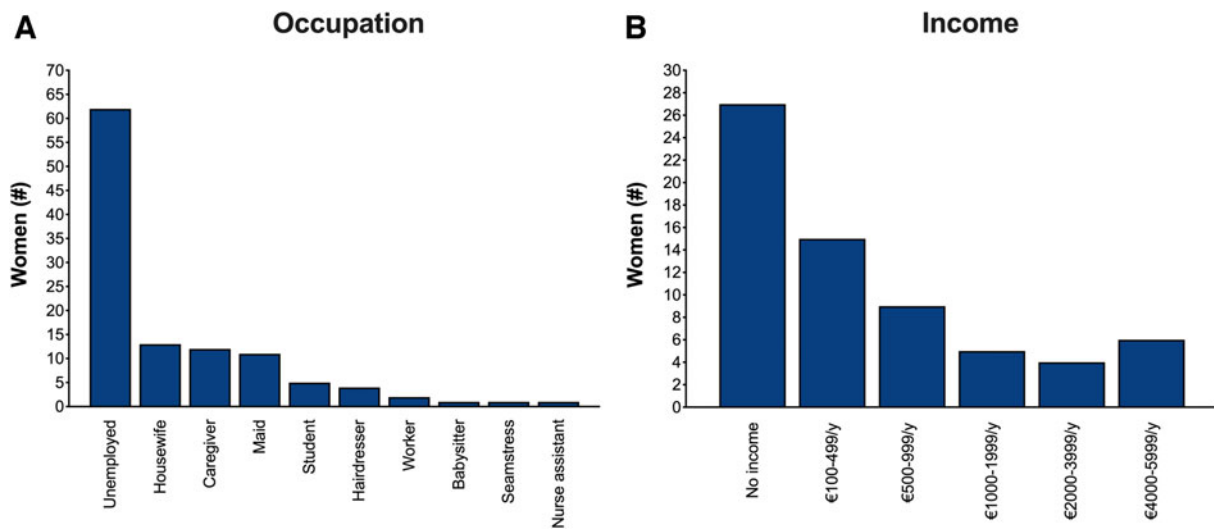 A
Occupation
Women (#)
70
65
60
55
50
45
40
35
30
25
20
15
10
5
0
Unemployed
Housewife
Caregiver
Maid
Student
Hairdresser
Worker
Babysitter
Seamstress
Nurse assistant
B
Income
Women (#)
30
28
26
24
22
20
18
16
14
12
10
8
6
4
2
0
No income
€100-499/y
€500-999/y
€1000-1999/y
€2000-3999/y
€4000-5999/y